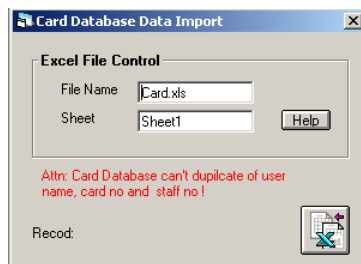 Card Database Data Import
Excel File Control
File Name Card.xls
Sheet Sheet1 Help
Attn: Card Database can't dupilcate of user
name, card no and staff no !
Recod: